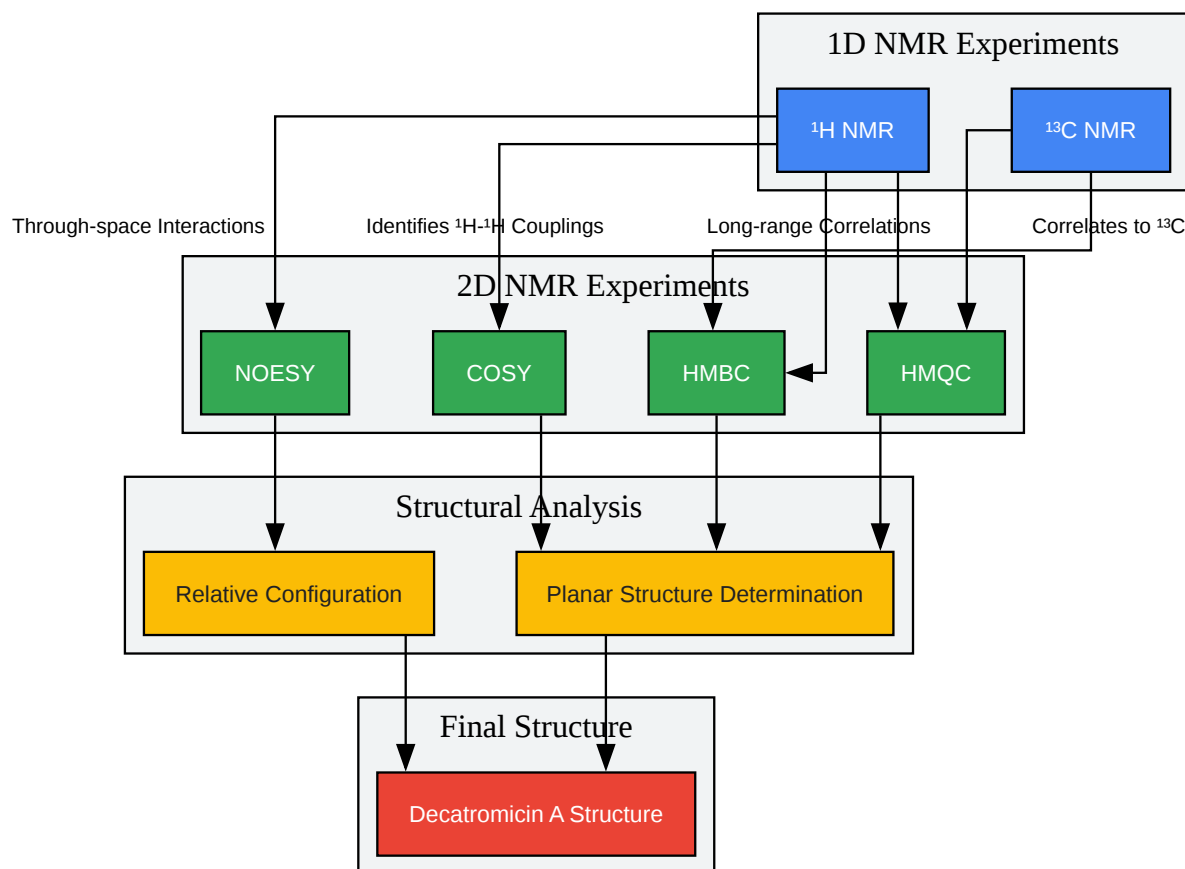 1D NMR Experiments
¹H NMR
¹³C NMR
Through-space Interactions
Identifies ¹H-¹H Couplings
Long-range Correlations
Correlates to ¹³C
2D NMR Experiments
NOESY
COSY
HMBC
HMQC
Structural Analysis
Relative Configuration
Planar Structure Determination
Final Structure
Decatromicin A Structure